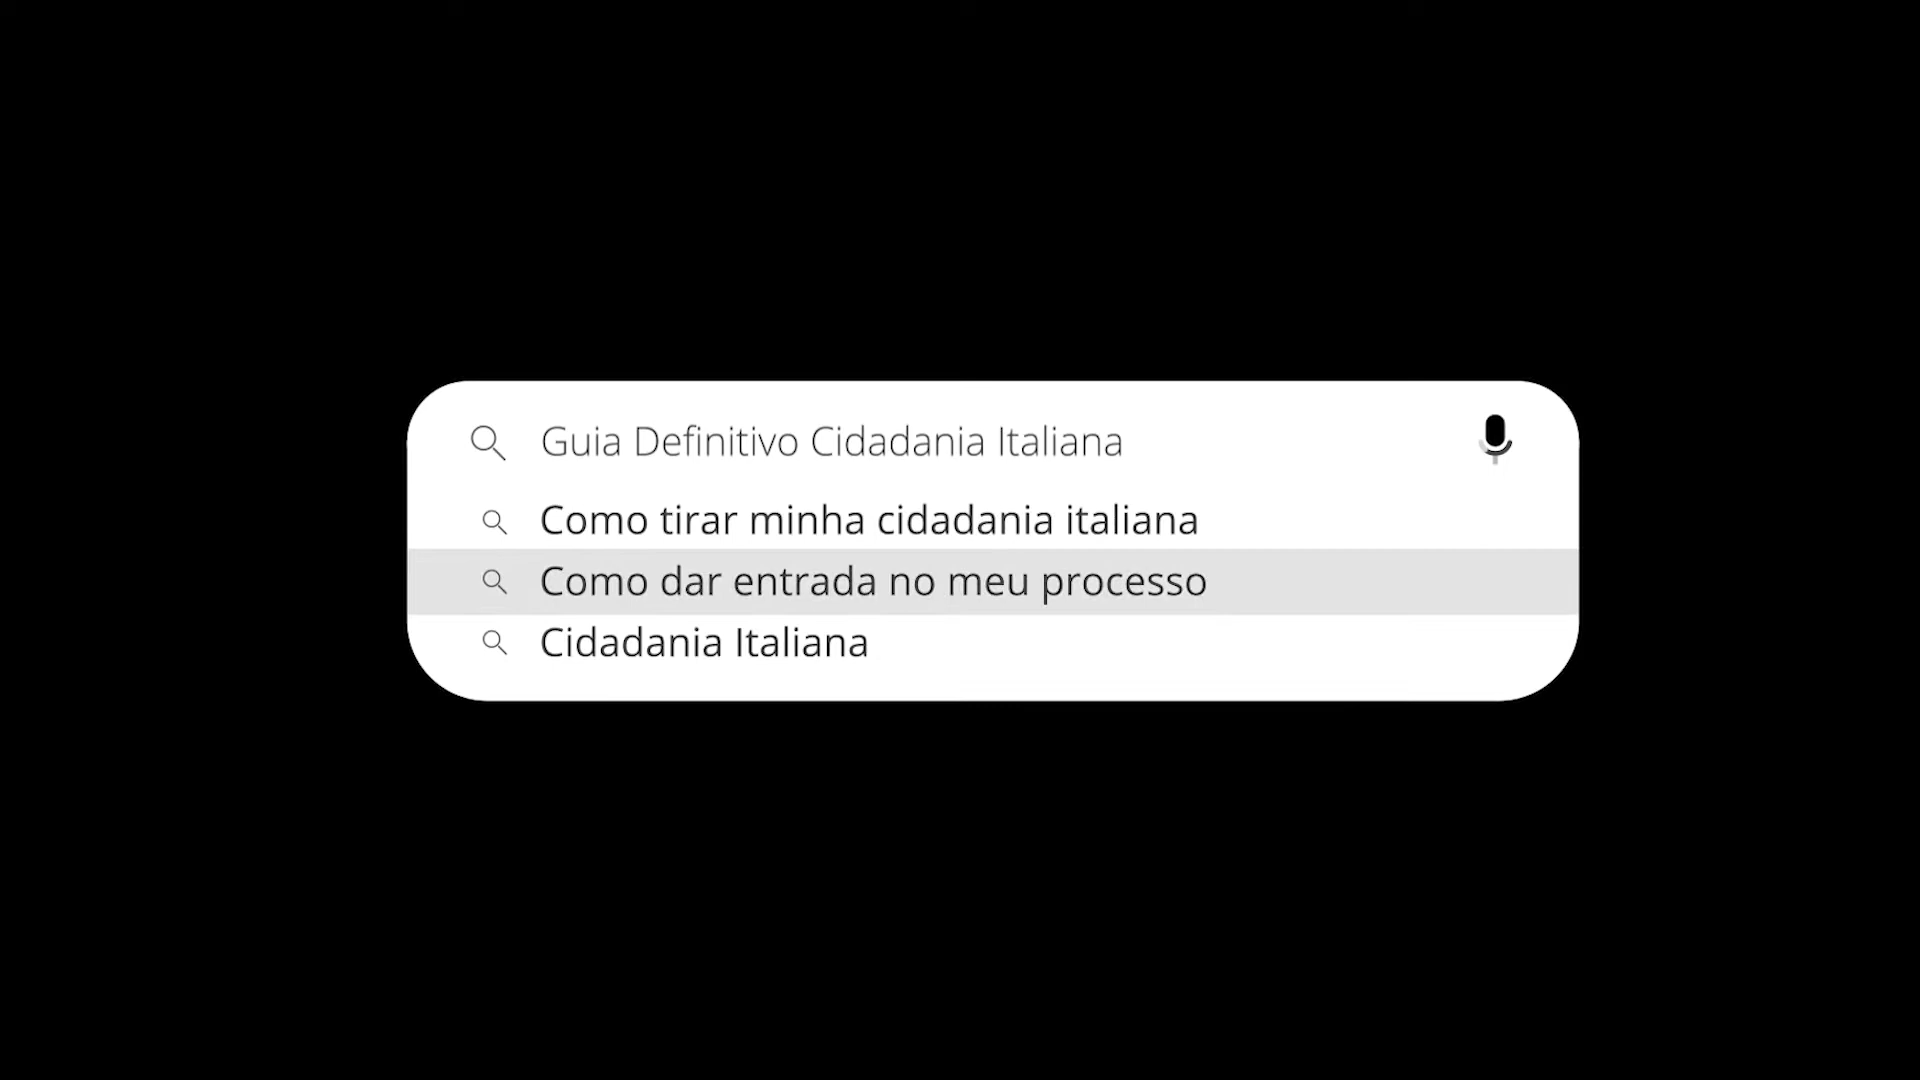 Guia Definitivo Cidadania Italiana
Como tirar minha cidadania italiana
Como dar entrada no meu processo
Cidadania Italiana